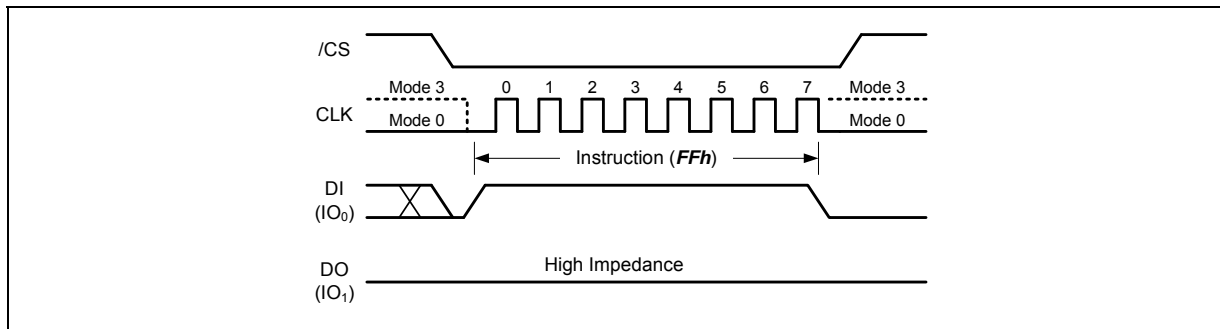 /CS
Mode 3 0 1 2 3 4 5 6 7 Mode 3
CLK
Mode 0 Mode 0
Instruction (FFh)
DI
(IO₀)
High Impedance
DO
(IO₁)